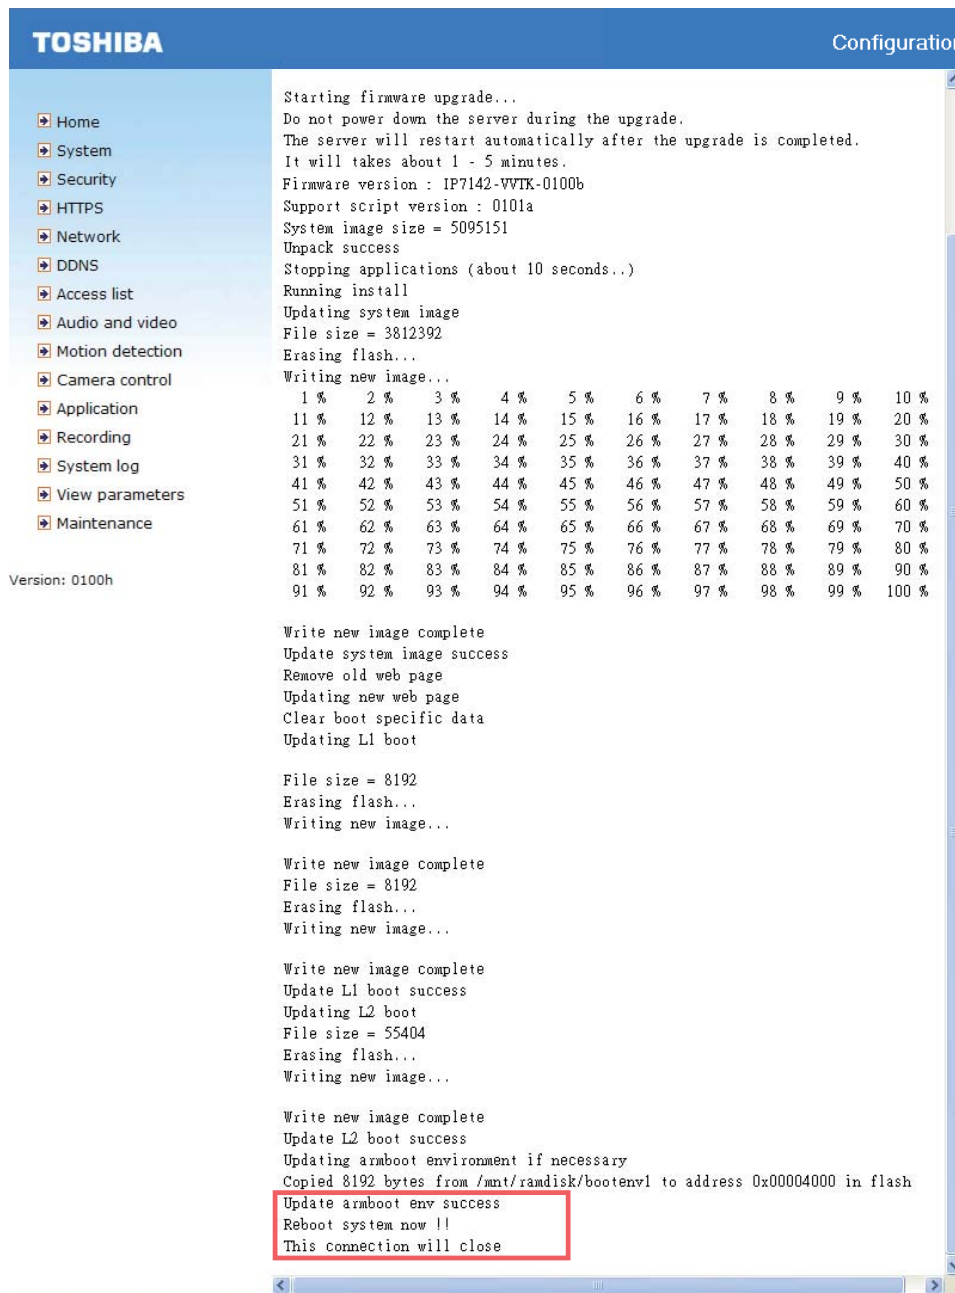 TOSHIBA
Configuration
Home
System
Security
HTTPS
Network
DDNS
Access list
Audio and video
Motion detection
Camera control
Application
Recording
System log
View parameters
Maintenance
Version: 0100h
Starting firmware upgrade...
Do not power down the server during the upgrade.
The server will restart automatically after the upgrade is completed.
It will takes about 1 - 5 minutes.
Firmware version : IP7142-VVTK-0100b
Support script version : 0101a
System image size = 5095151
Unpack success
Stopping applications (about 10 seconds..)
Running install
Updating system image
File size = 3812392
Erasing flash...
Writing new image...
1 % 2 % 3 % 4 % 5 % 6 % 7 % 8 % 9 % 10 %
11 % 12 % 13 % 14 % 15 % 16 % 17 % 18 % 19 % 20 %
21 % 22 % 23 % 24 % 25 % 26 % 27 % 28 % 29 % 30 %
31 % 32 % 33 % 34 % 35 % 36 % 37 % 38 % 39 % 40 %
41 % 42 % 43 % 44 % 45 % 46 % 47 % 48 % 49 % 50 %
51 % 52 % 53 % 54 % 55 % 56 % 57 % 58 % 59 % 60 %
61 % 62 % 63 % 64 % 65 % 66 % 67 % 68 % 69 % 70 %
71 % 72 % 73 % 74 % 75 % 76 % 77 % 78 % 79 % 80 %
81 % 82 % 83 % 84 % 85 % 86 % 87 % 88 % 89 % 90 %
91 % 92 % 93 % 94 % 95 % 96 % 97 % 98 % 99 % 100 %
Write new image complete
Update system image success
Remove old web page
Updating new web page
Clear boot specific data
Updating L1 boot
File size = 8192
Erasing flash...
Writing new image...
Write new image complete
File size = 8192
Erasing flash...
Writing new image...
Write new image complete
Update L1 boot success
Updating L2 boot
File size = 55404
Erasing flash...
Writing new image...
Write new image complete
Update L2 boot success
Updating armboot environment if necessary
Copied 8192 bytes from /mnt/ramdisk/bootenv1 to address 0x00004000 in flash
Update armboot env success
Reboot system now !!
This connection will close